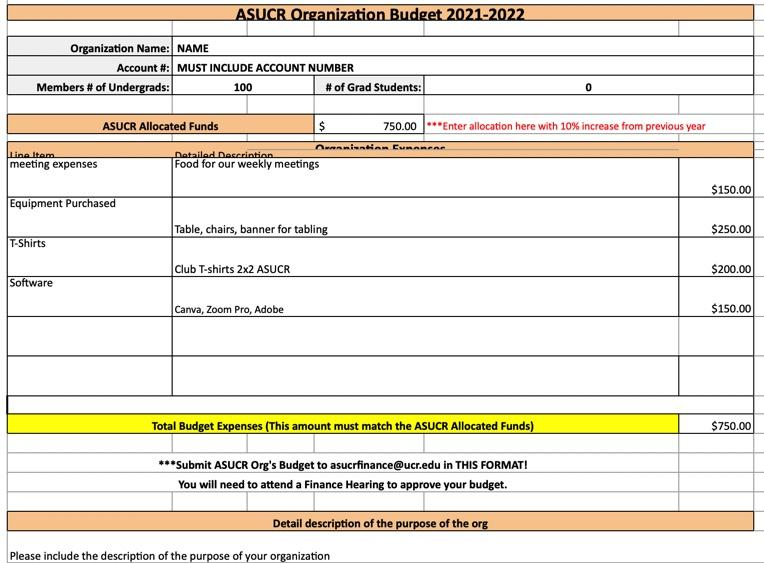 ASUCR Organization Budget 2021-2022
Organization Name: NAME
Account #: MUST INCLUDE ACCOUNT NUMBER
Members # of Undergrads: 100 # of Grad Students: 0
ASUCR Allocated Funds $ 750.00 ***Enter allocation here with 10% increase from previous year
Organization Expenses
Line Item Detailed Description
meeting expenses Food for our weekly meetings
$150.00
Equipment Purchased
Table, chairs, banner for tabling $250.00
T-Shirts
Club T-shirts 2x2 ASUCR $200.00
Software
Canva, Zoom Pro, Adobe $150.00
Total Budget Expenses (This amount must match the ASUCR Allocated Funds) $750.00
***Submit ASUCR Org's Budget to asucrfinance@ucr.edu in THIS FORMAT!
You will need to attend a Finance Hearing to approve your budget.
Detail description of the purpose of the org
Please include the description of the purpose of your organization